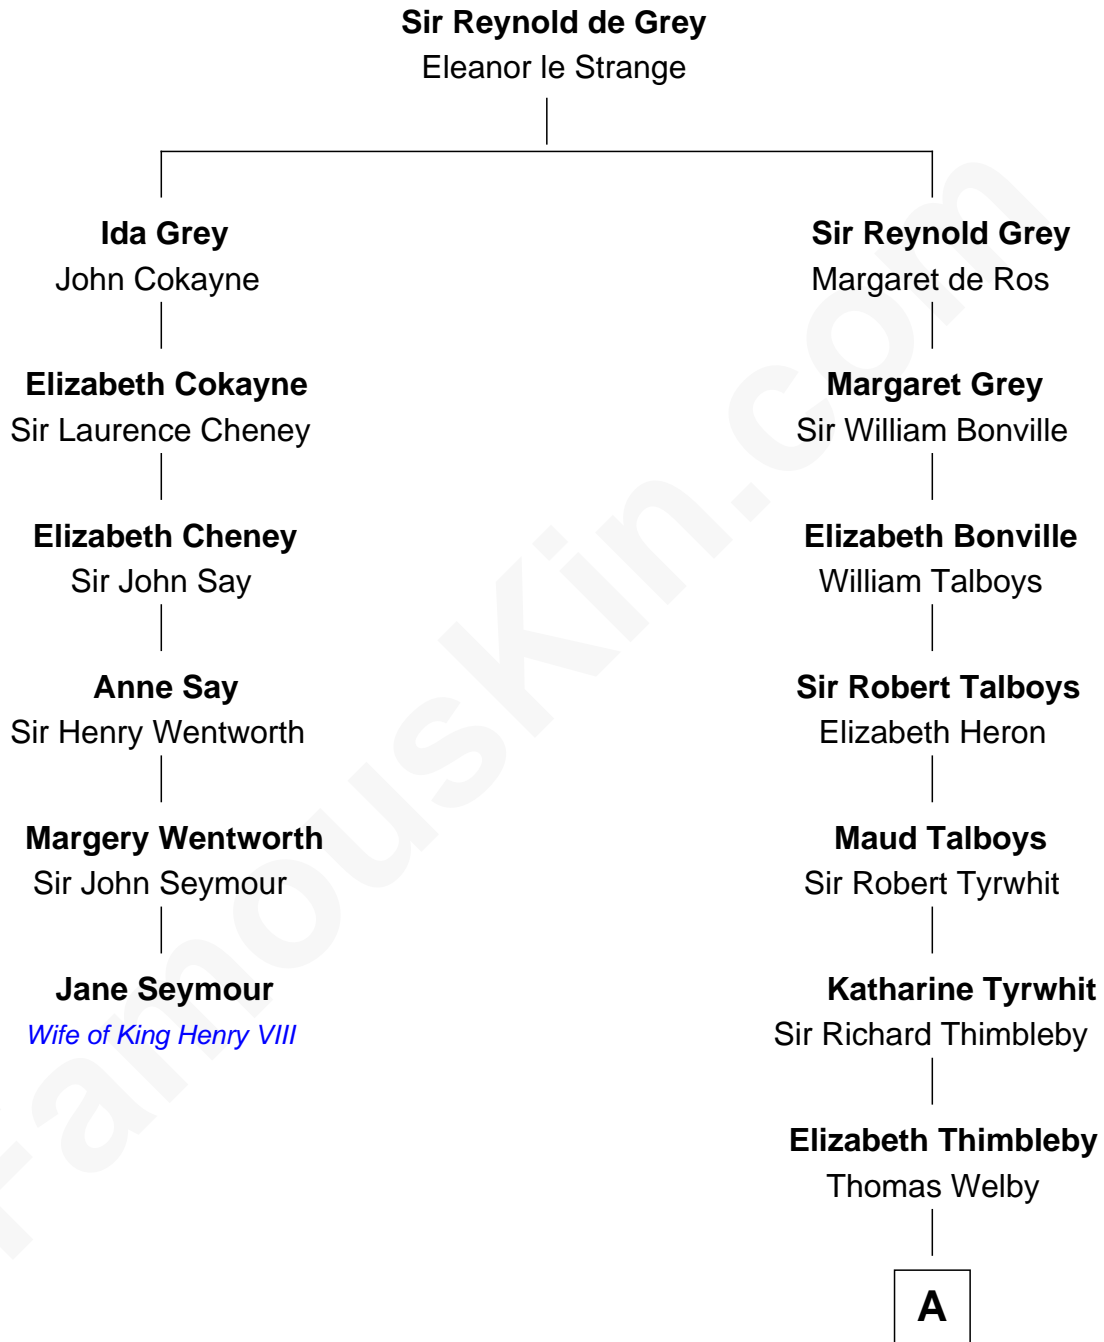 Sir Reynold de Grey
Eleanor le Strange
Ida Grey
John Cokayne
Sir Reynold Grey
Margaret de Ros
Elizabeth Cokayne
Sir Laurence Cheney
Margaret Grey
Sir William Bonville
Elizabeth Cheney
Sir John Say
Elizabeth Bonville
William Talboys
Anne Say
Sir Henry Wentworth
Sir Robert Talboys
Elizabeth Heron
Margery Wentworth
Sir John Seymour
Maud Talboys
Sir Robert Tyrwhit
Jane Seymour
Wife of King Henry VIII
Katharine Tyrwhit
Sir Richard Thimbleby
Elizabeth Thimbleby
Thomas Welby
A
FamousKin.com